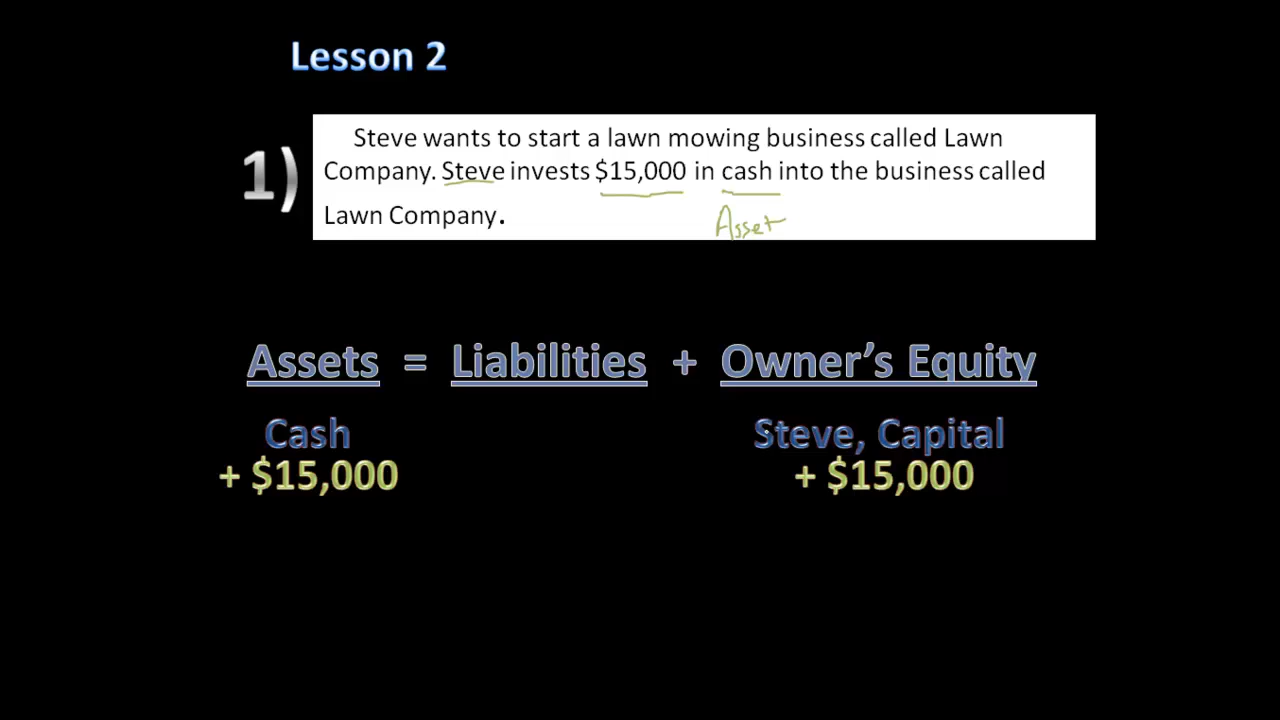 Lesson 2
1)
Steve wants to start a lawn mowing business called Lawn
Company. Steve invests $15,000 in cash into the business called
Lawn Company.
Asset
Assets = Liabilities + Owner's Equity
Cash Steve, Capital
+ $15,000 + $15,000